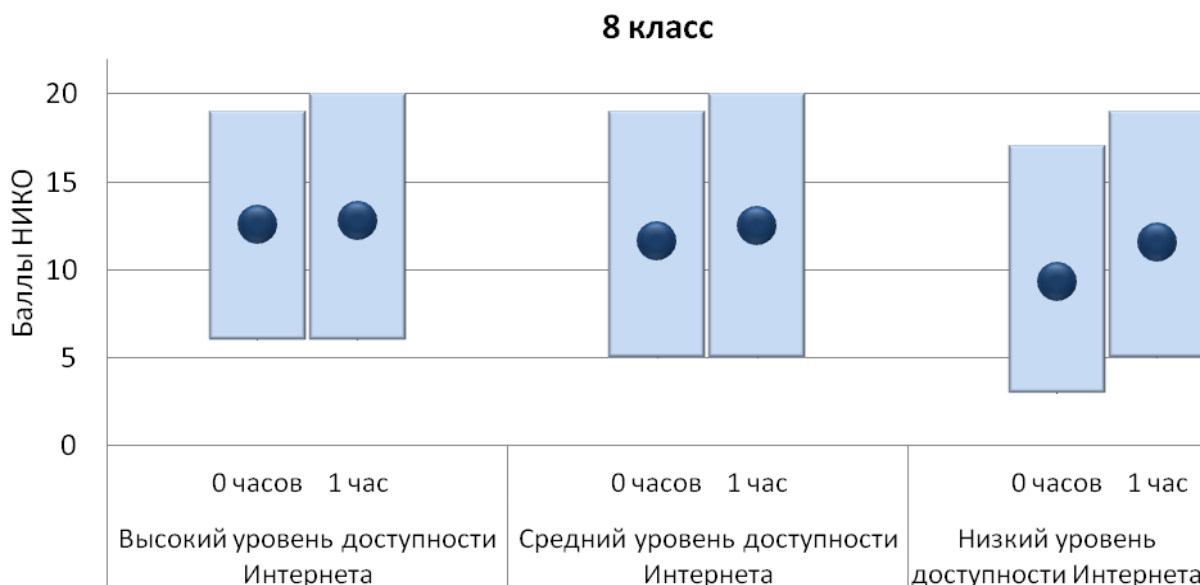 8 класс
Баллы НИКО
20
15
10
5
0
0 часов 1 час
0 часов 1 час
0 часов 1 час
Высокий уровень доступности
Интернета
Средний уровень доступности
Интернета
Низкий уровень
доступности Интернета